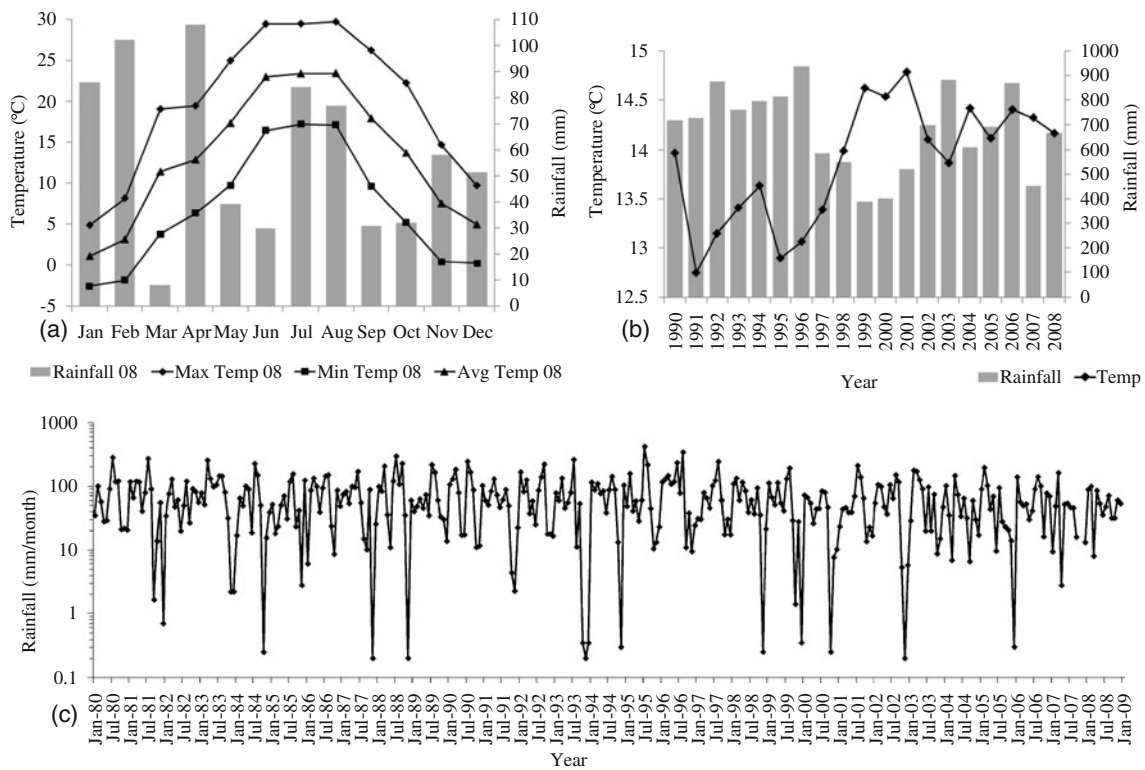 30
25
20
15
10
5
0
-5
Temperature (°C)
110
100
90
80
70
60
50
40
30
20
10
0
Rainfall (mm)
(a)
Jan Feb Mar Apr May Jun Jul Aug Sep Oct Nov Dec
Rainfall 08 Max Temp 08 Min Temp 08 Avg Temp 08
15
14.5
14
13.5
13
12.5
Temperature (°C)
1000
900
800
700
600
500
400
300
200
100
0
Rainfall (mm)
(b)
1990 1991 1992 1993 1994 1995 1996 1997 1998 1999 2000 2001 2002 2003 2004 2005 2006 2007 2008
Year
Rainfall Temp
1000
100
10
1
0.1
Rainfall (mm/month)
(c)
Jan-80 Jul-80 Jan-81 Jul-81 Jan-82 Jul-82 Jan-83 Jul-83 Jan-84 Jul-84 Jan-85 Jul-85 Jan-86 Jul-86 Jan-87 Jul-87 Jan-88 Jul-88 Jan-89 Jul-89 Jan-90 Jul-90 Jan-91 Jul-91 Jan-92 Jul-92 Jan-93 Jul-93 Jan-94 Jul-94 Jan-95 Jul-95 Jan-96 Jul-96 Jan-97 Jul-97 Jan-98 Jul-98 Jan-99 Jul-99 Jan-00 Jul-00 Jan-01 Jul-01 Jan-02 Jul-02 Jan-03 Jul-03 Jan-04 Jul-04 Jan-05 Jul-05 Jan-06 Jul-06 Jan-07 Jul-07 Jan-08 Jul-08 Jan-09
Year